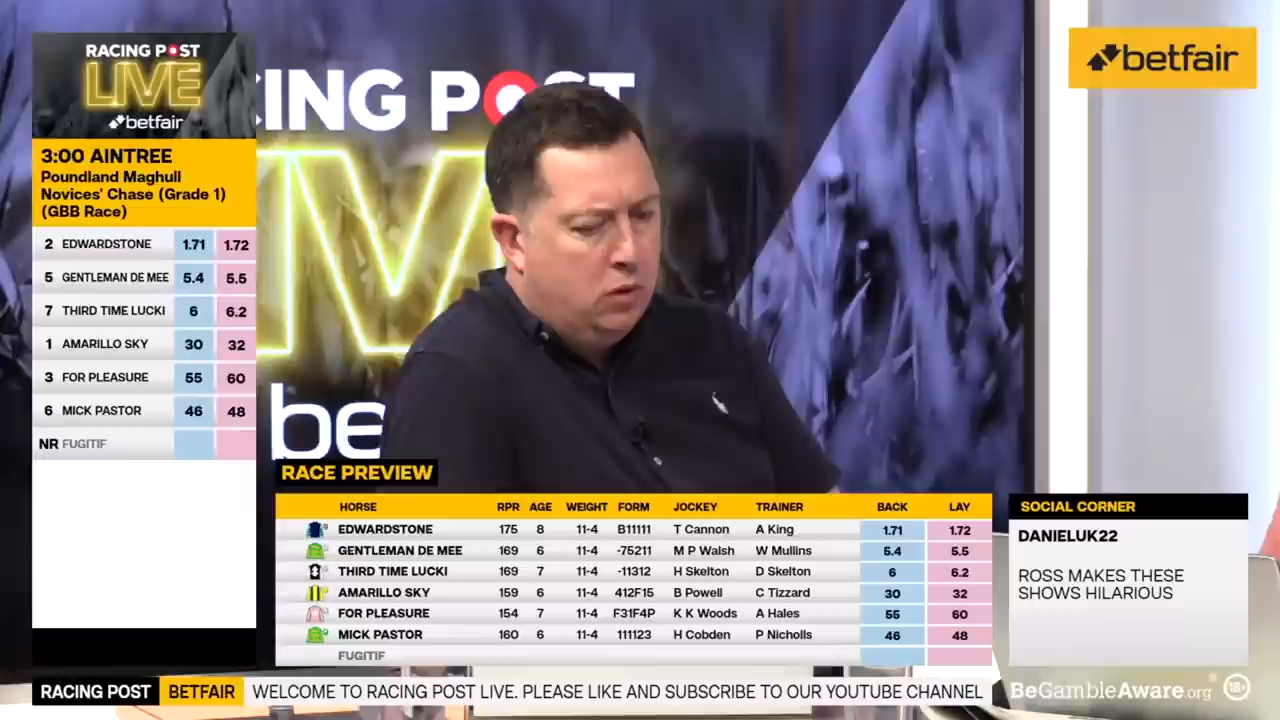 RACING POST
LIVE
betfair
3:00 AINTREE
Poundland Maghull
Novices' Chase (Grade 1)
(GBB Race)
2 EDWARDSTONE 1.71 1.72
5 GENTLEMAN DE MEE 5.4 5.5
7 THIRD TIME LUCKI 6 6.2
1 AMARILLO SKY 30 32
3 FOR PLEASURE 55 60
6 MICK PASTOR 46 48
NR FUGITIF
CING POST
be
betfair
RACE PREVIEW
HORSE RPR AGE WEIGHT FORM JOCKEY TRAINER BACK LAY
EDWARDSTONE 175 8 11-4 B11111 T Cannon A King 1.71 1.72
GENTLEMAN DE MEE 169 6 11-4 -75211 M P Walsh W Mullins 5.4 5.5
THIRD TIME LUCKI 169 7 11-4 -11312 H Skelton D Skelton 6 6.2
AMARILLO SKY 159 6 11-4 412F15 B Powell C Tizzard 30 32
FOR PLEASURE 154 7 11-4 F31F4P K K Woods A Hales 55 60
MICK PASTOR 160 6 11-4 111123 H Cobden P Nicholls 46 48
FUGITIF
SOCIAL CORNER
DANIELUK22
ROSS MAKES THESE
SHOWS HILARIOUS
RACING POST BETFAIR WELCOME TO RACING POST LIVE. PLEASE LIKE AND SUBSCRIBE TO OUR YOUTUBE CHANNEL
BeGambleAware.org 18+